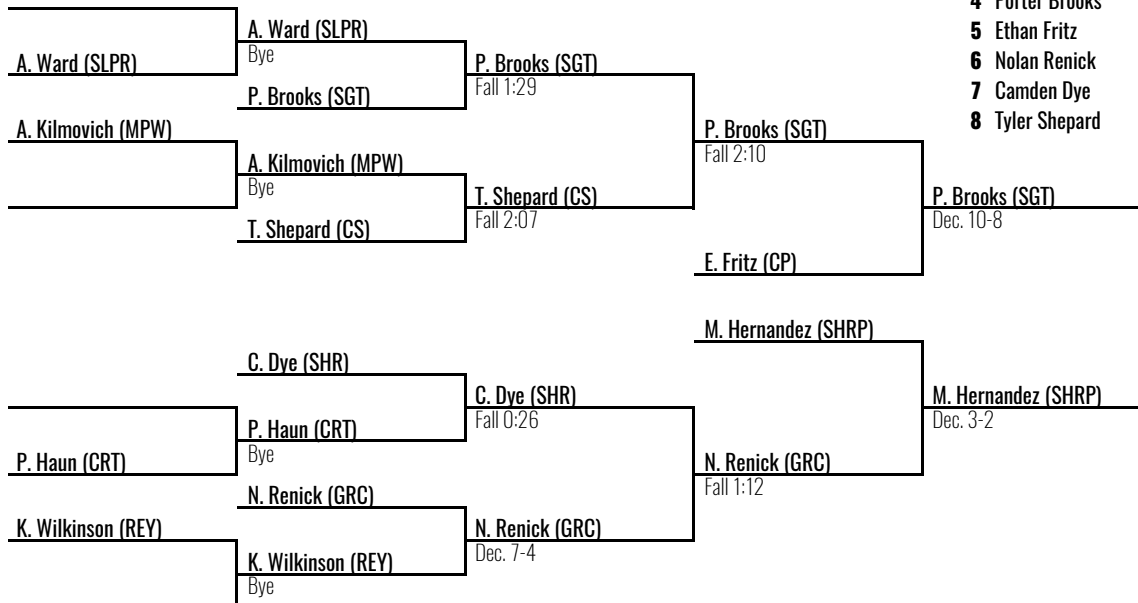 4 Porter Brooks
A. Ward (SLPR)
5 Ethan Fritz
Bye
A. Ward (SLPR)
P. Brooks (SGT)
6 Nolan Renick
Fall 1:29
P. Brooks (SGT)
7 Camden Dye
8 Tyler Shepard
A. Kilmovich (MPW)
P. Brooks (SGT)
Fall 2:10
A. Kilmovich (MPW)
Bye
T. Shepard (CS)
P. Brooks (SGT)
Fall 2:07
Dec. 10-8
T. Shepard (CS)
E. Fritz (CP)
M. Hernandez (SHRP)
C. Dye (SHR)
C. Dye (SHR)
M. Hernandez (SHRP)
Fall 0:26
Dec. 3-2
P. Haun (CRT)
Bye
P. Haun (CRT)
N. Renick (GRC)
Fall 1:12
N. Renick (GRC)
K. Wilkinson (REY)
N. Renick (GRC)
Dec. 7-4
K. Wilkinson (REY)
Bye